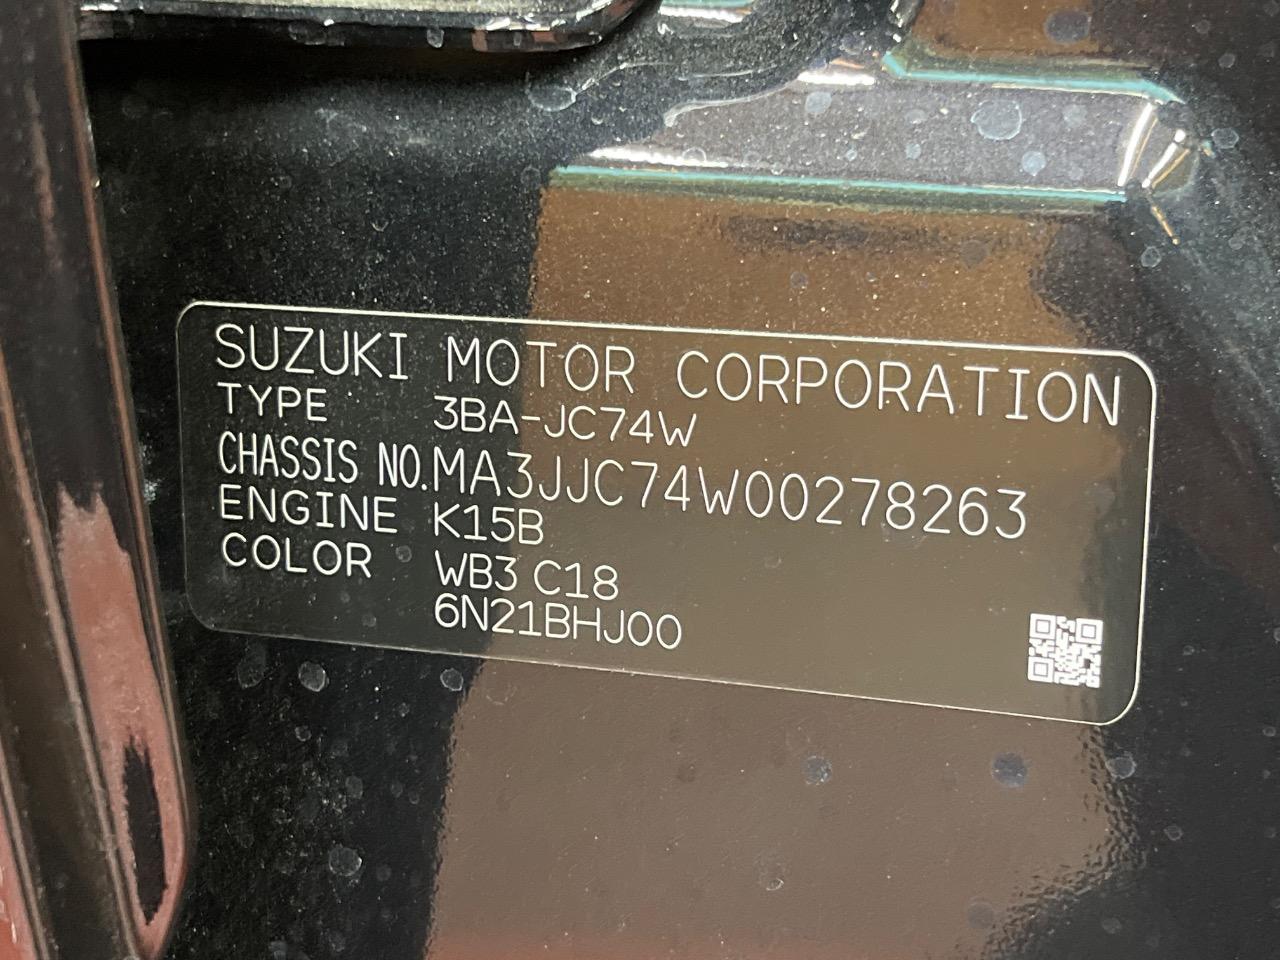 SUZUKI MOTOR CORPORATION
TYPE 3BA-JC74W
CHASSIS NO.MA3JJC74W00278263
ENGINE K15B
COLOR WB3 C18
6N21BHJ00